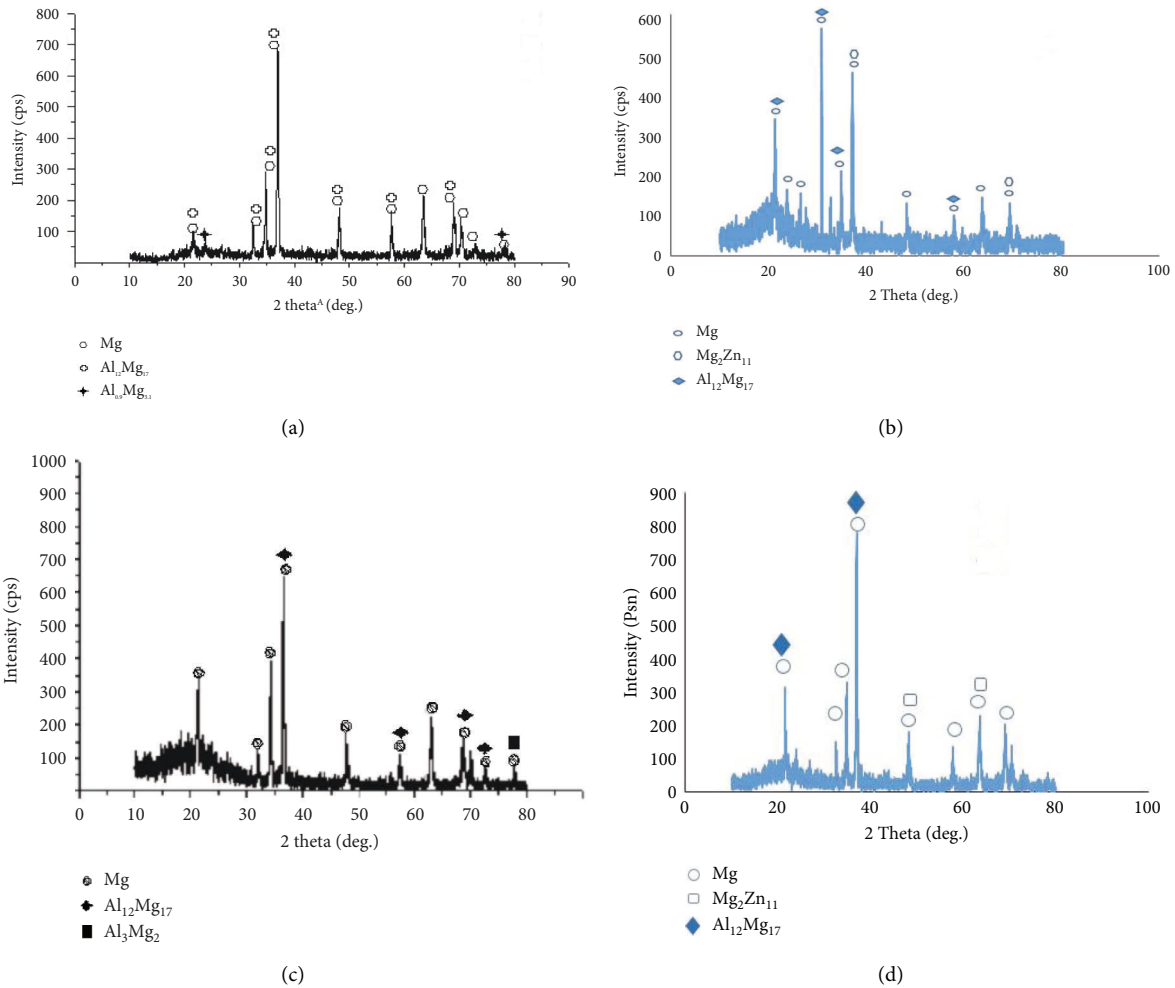 800
700
600
500
400
300
200
100
Intensity (cps)
0 10 20 30 40 50 60 70 80 90
2 thetaᴬ (deg.)
Mg
Al₁₂Mg₁₇
Al₀.₉Mg₃.₁
(a)
600
500
400
300
200
100
0
Intensity (cps)
0 20 40 60 80 100
2 Theta (deg.)
Mg
Mg₂Zn₁₁
Al₁₂Mg₁₇
(b)
1000
900
800
700
600
500
400
300
200
100
Intensity (cps)
0 10 20 30 40 50 60 70 80
2 theta (deg.)
Mg
Al₁₂Mg₁₇
Al₃Mg₂
(c)
900
800
700
600
500
400
300
200
100
0
Intensity (Psn)
0 20 40 60 80 100
2 Theta (deg.)
Mg
Mg₂Zn₁₁
Al₁₂Mg₁₇
(d)